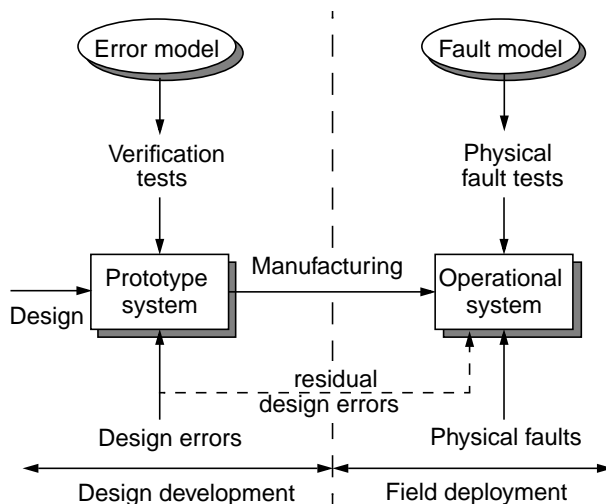 Error model
Fault model
Verification
tests
Physical
fault tests
Manufacturing
Prototype
system
Operational
system
Design
residual
design errors
Design errors
Physical faults
Design development
Field deployment